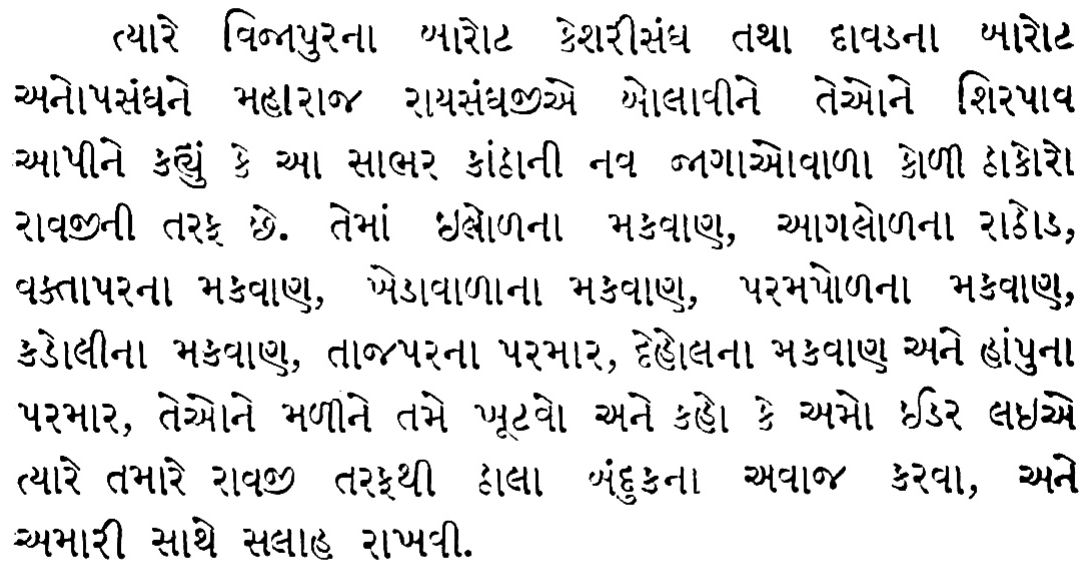 ત્યારે વિજાપુરના બારોટ કેશરીસંઘ તથા દાવડના બારોટ
અનોપસંઘને મહારાજ રાયસંઘજીએ બોલાવીને તેઓને શિરપાવ
આપીને કહ્યું કે આ સાભર કાંઠાની નવ જાગાઓવાળા કોળી ઠાકોરો
રાવજીની તરફ છે. તેમાં ઇલોળના મકવાણ, આગલોળના રાઠોડ,
વક્તાપરના મકવાણ, ખેડાવાળાના મકવાણ, પરમપોળના મકવાણ,
કડોલીના મકવાણ, તાજપરના પરમાર, દેહોલના મકવાણ અને હાંપુના
પરમાર, તેઓને મળીને તમે ખૂટવો અને કહો કે અમો ઈડર લઇએ
ત્યારે તમારે રાવજી તરફથી ઠાલા બંદુકના અવાજ કરવા, અને
અમારી સાથે સલાહ રાખવી.